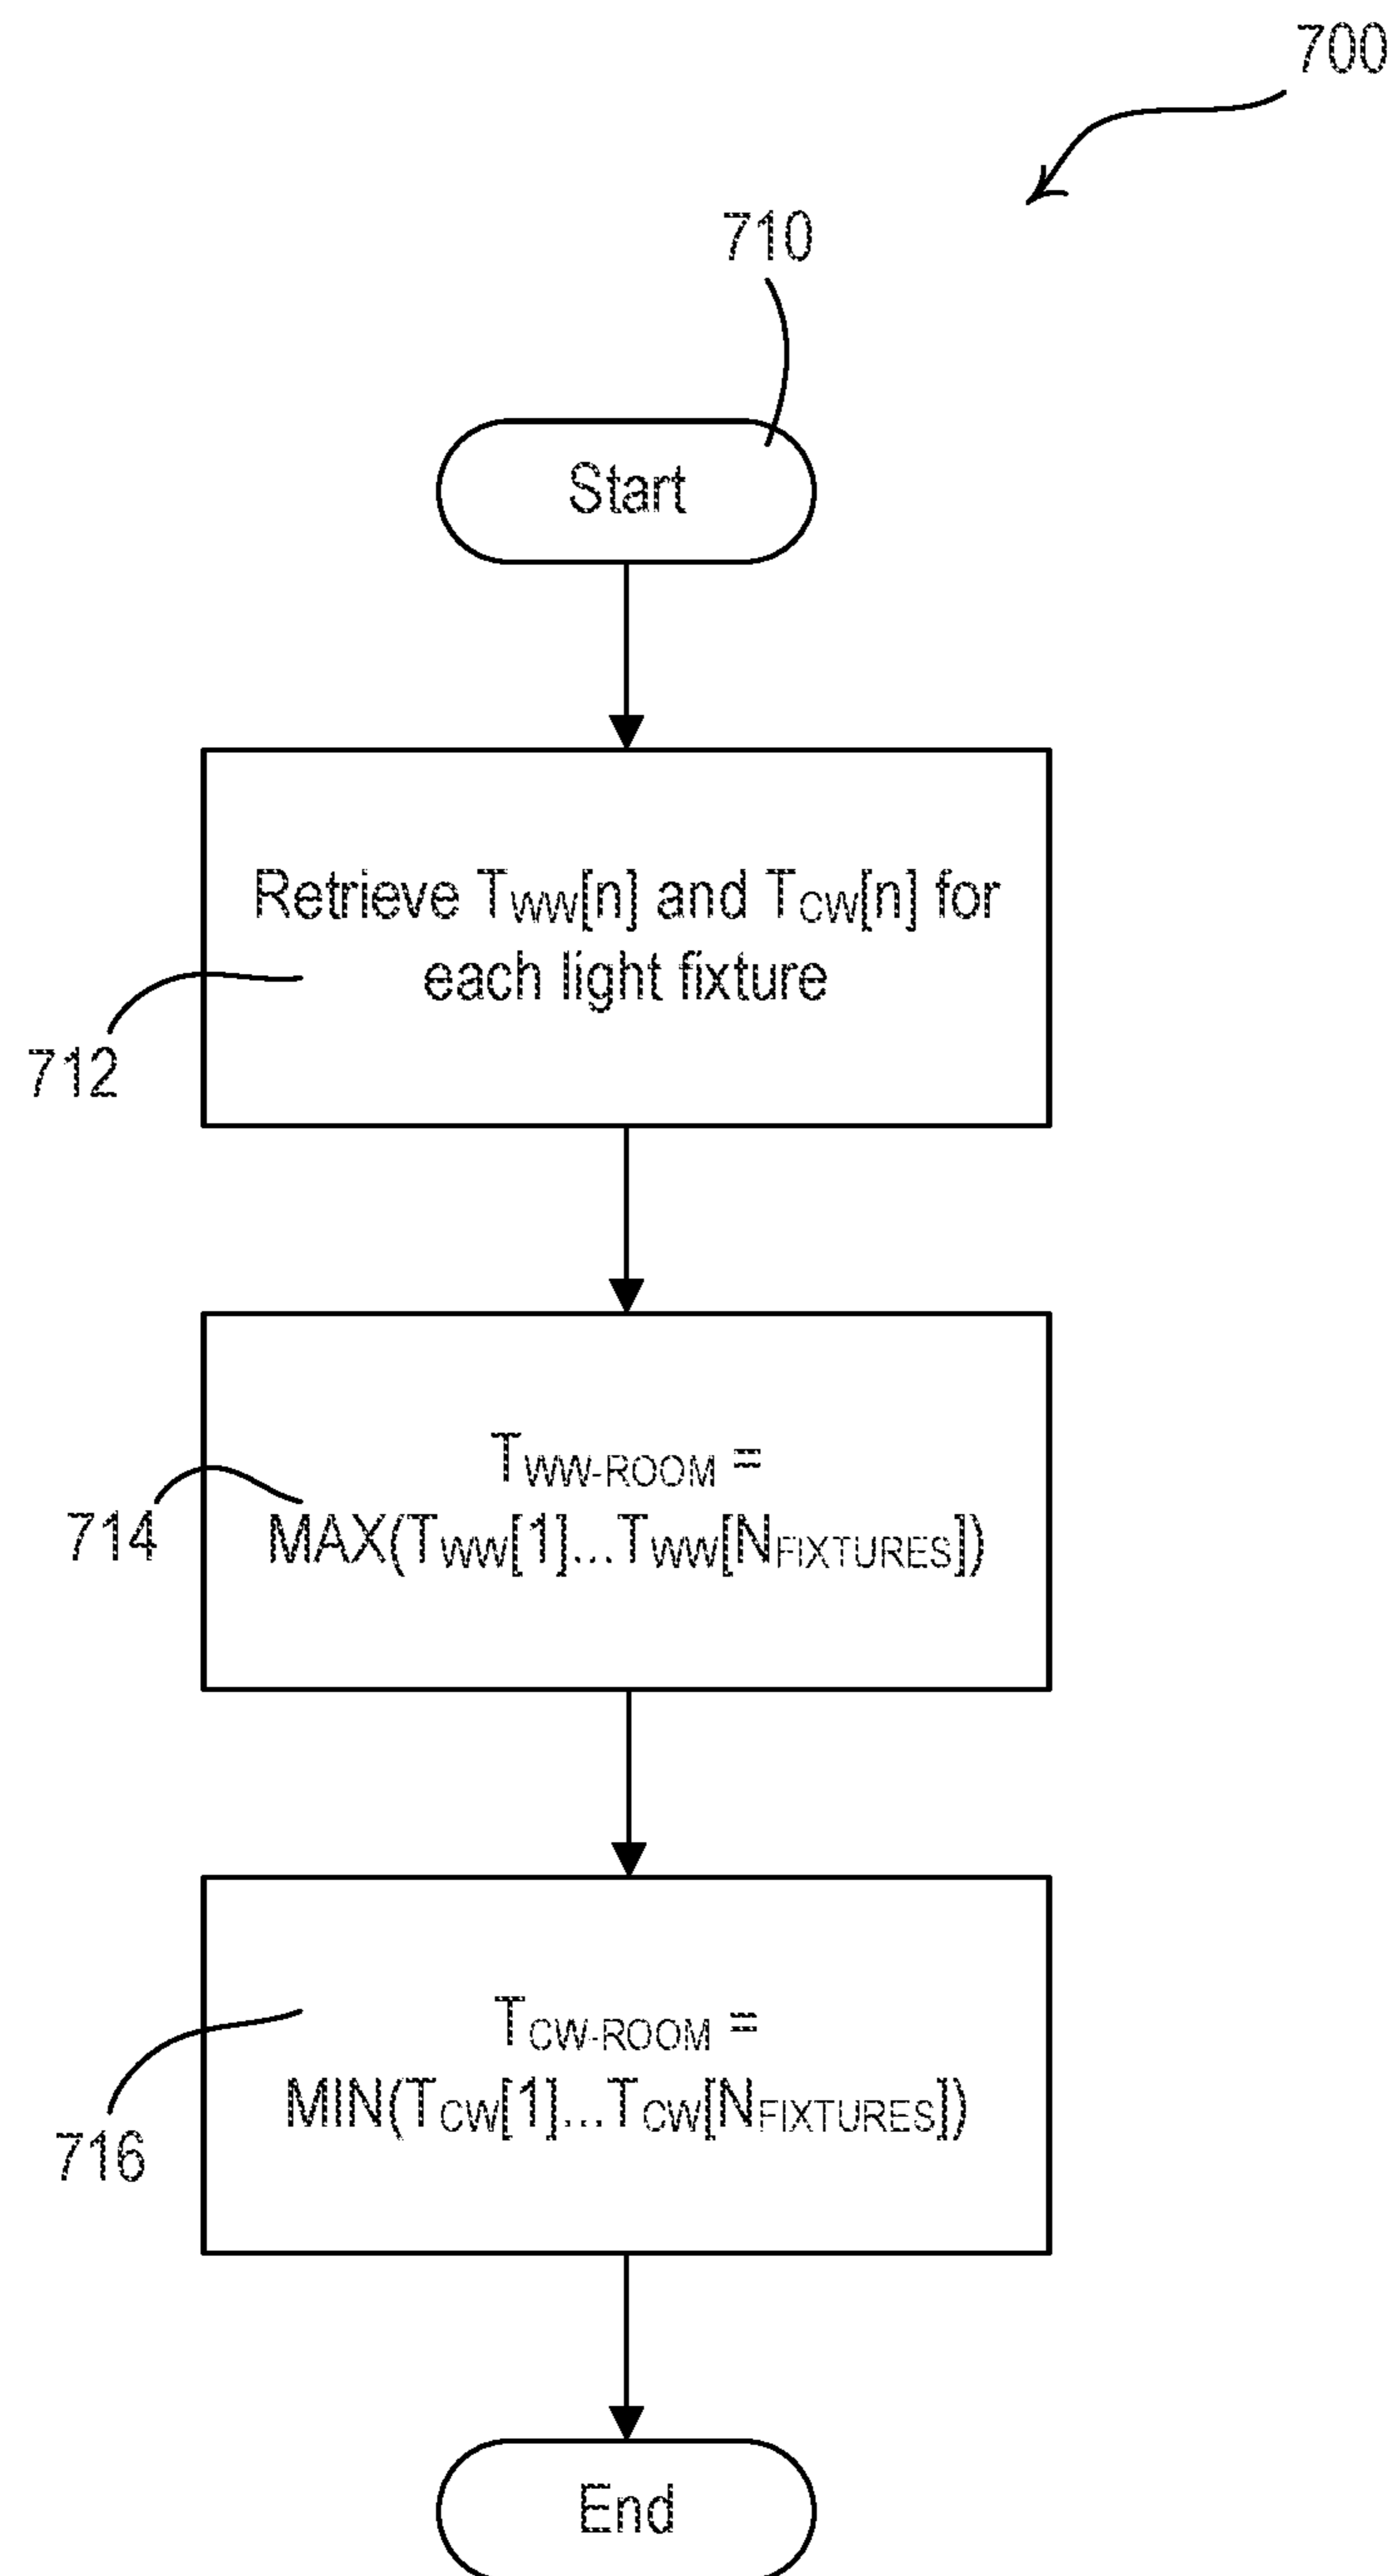 700
710
Start
Retrieve TWW[n] and TCW[n] for
each light fixture
712
TWW-ROOM =
MAX(TWW[1]...TWW[NFIXTURES])
714
TCW-ROOM =
MIN(TCW[1]...TCW[NFIXTURES])
716
End